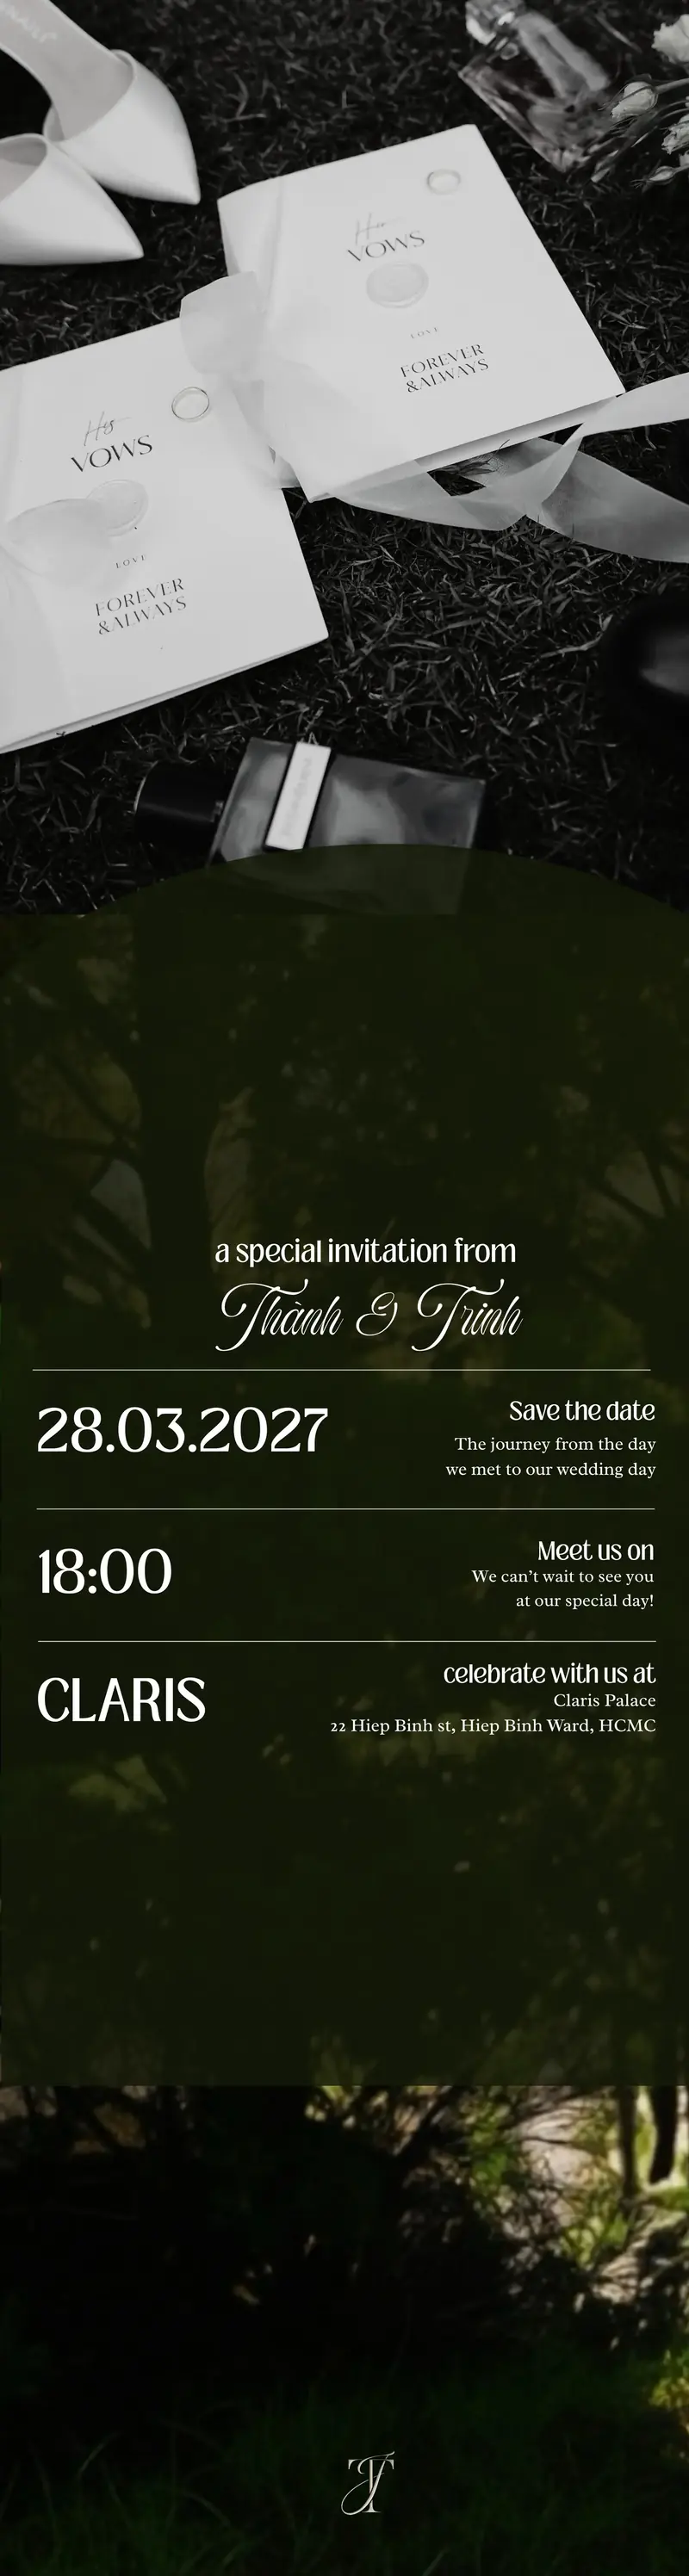 Her
VOWS
LOVE
FOREVER
&ALWAYS
His
VOWS
LOVE
FOREVER
&ALWAYS
a special invitation from
Thành & Trinh
28.03.2027
Save the date
The journey from the day
we met to our wedding day
18:00
Meet us on
We can’t wait to see you
at our special day!
CLARIS
celebrate with us at
Claris Palace
22 Hiep Binh st, Hiep Binh Ward, HCMC